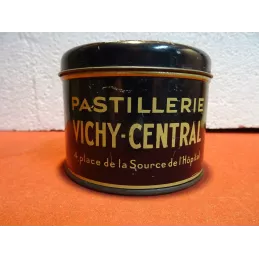 PASTILLERIE
VICHY-CENTRAL
place de la Source de l'Hôpital